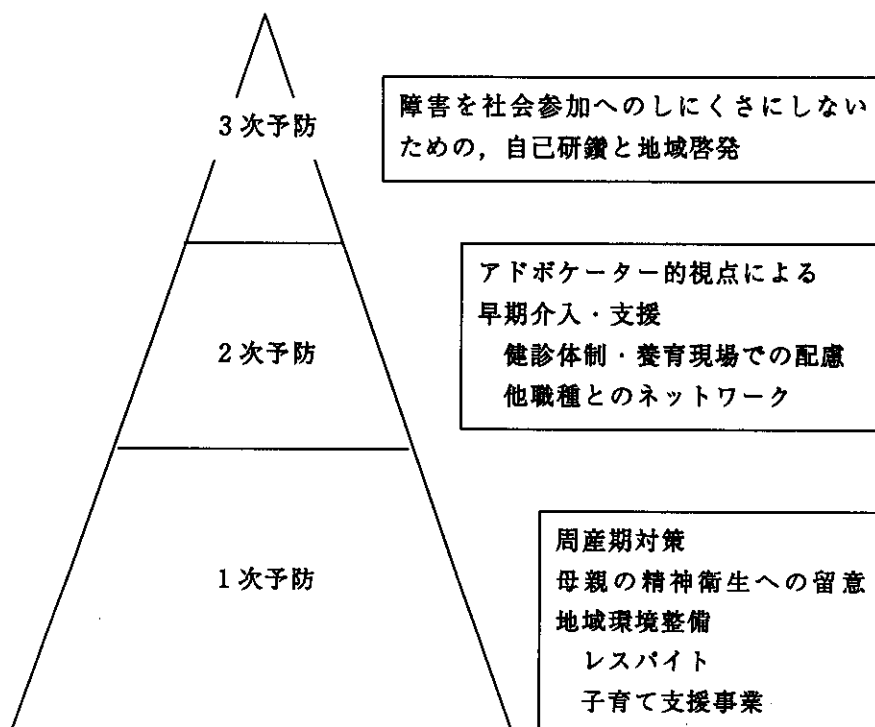 3次予防
障害を社会参加へのしにくさにしない
ための，自己研鑽と地域啓発
2次予防
アドボケーター的視点による
早期介入・支援
健診体制・養育現場での配慮
他職種とのネットワーク
1次予防
周産期対策
母親の精神衛生への留意
地域環境整備
レスパイト
子育て支援事業